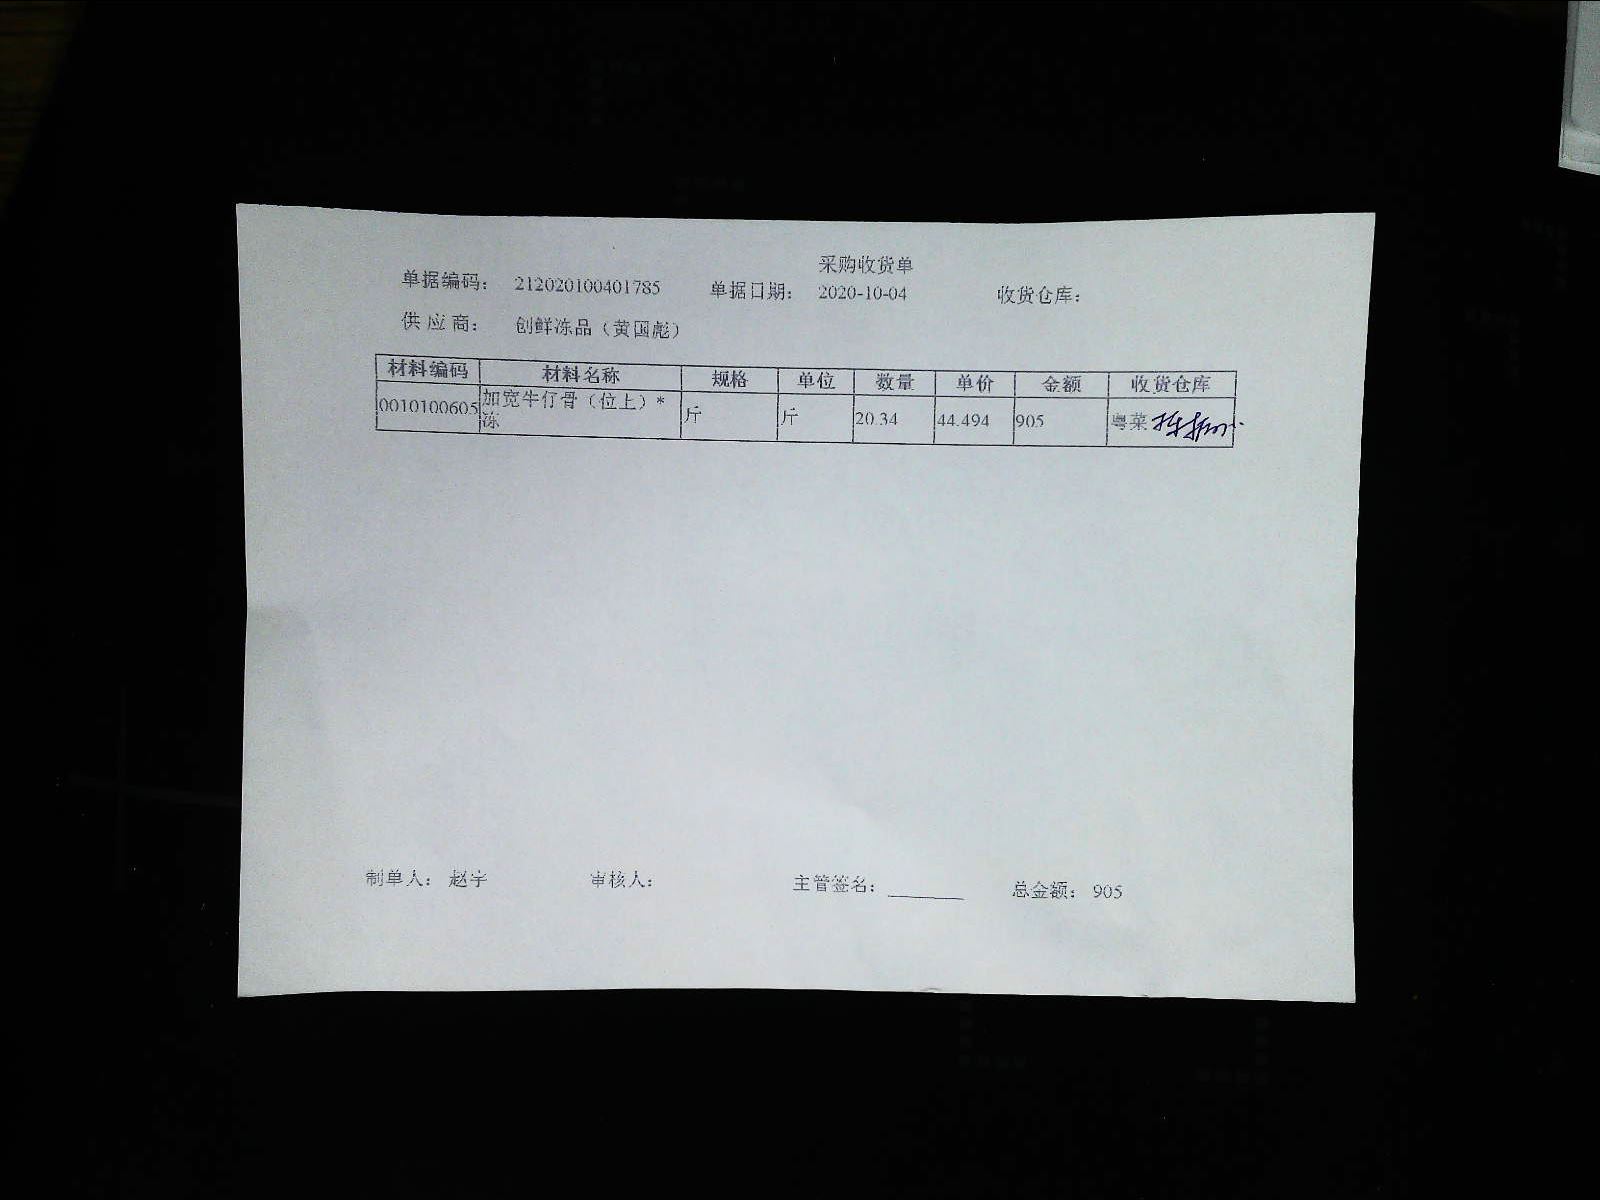 采购收货单
单据编码： 212020100401785 单据日期： 2020-10-04 收货仓库：
供 应 商： 创鲜冻品（黄国彪）
材料编码 材料名称 规格 单位 数量 单价 金额 收货仓库
0010100605 加宽牛仔骨（位上）* 斤 斤 20.34 44.494 905 粤菜
冻
制单人： 赵宇 审核人： 主管签名： 总金额： 905